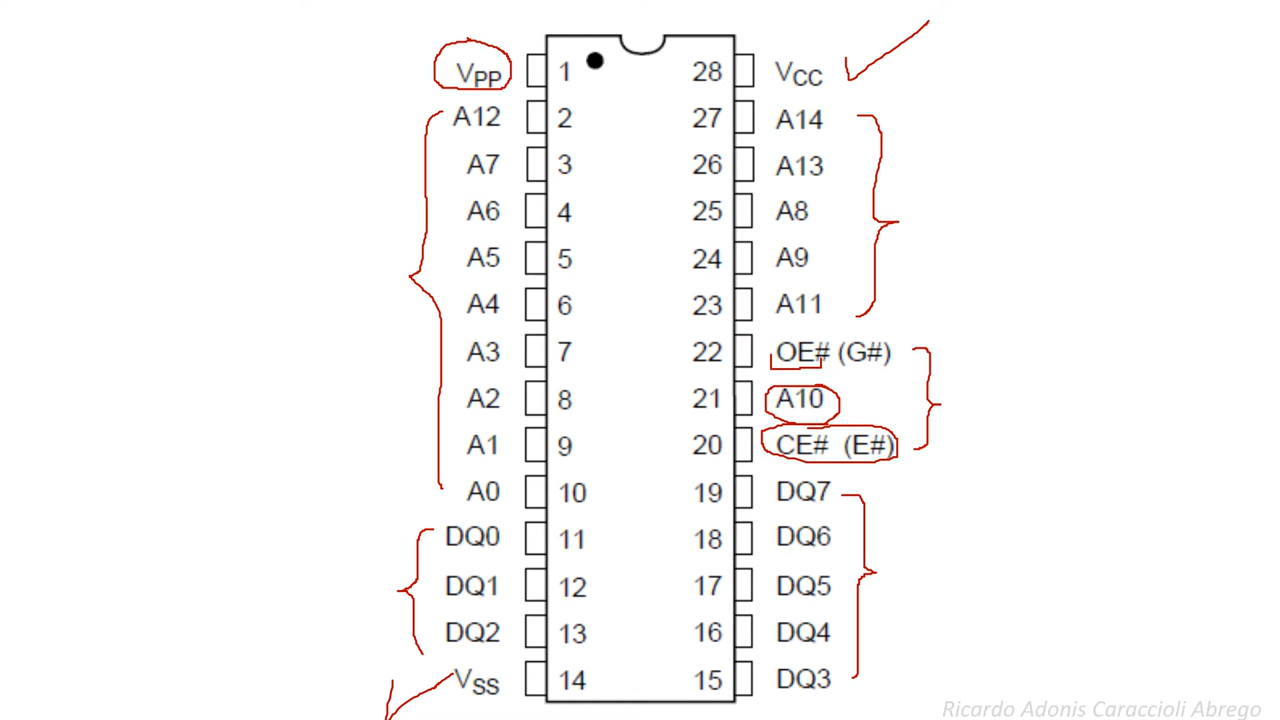 VPP 1 28 VCC
A12 2 27 A14
A7 3 26 A13
A6 4 25 A8
A5 5 24 A9
A4 6 23 A11
A3 7 22 OE# (G#)
A2 8 21 A10
A1 9 20 CE# (E#)
A0 10 19 DQ7
DQ0 11 18 DQ6
DQ1 12 17 DQ5
DQ2 13 16 DQ4
VSS 14 15 DQ3
Ricardo Adonis Caraccioli Abrego